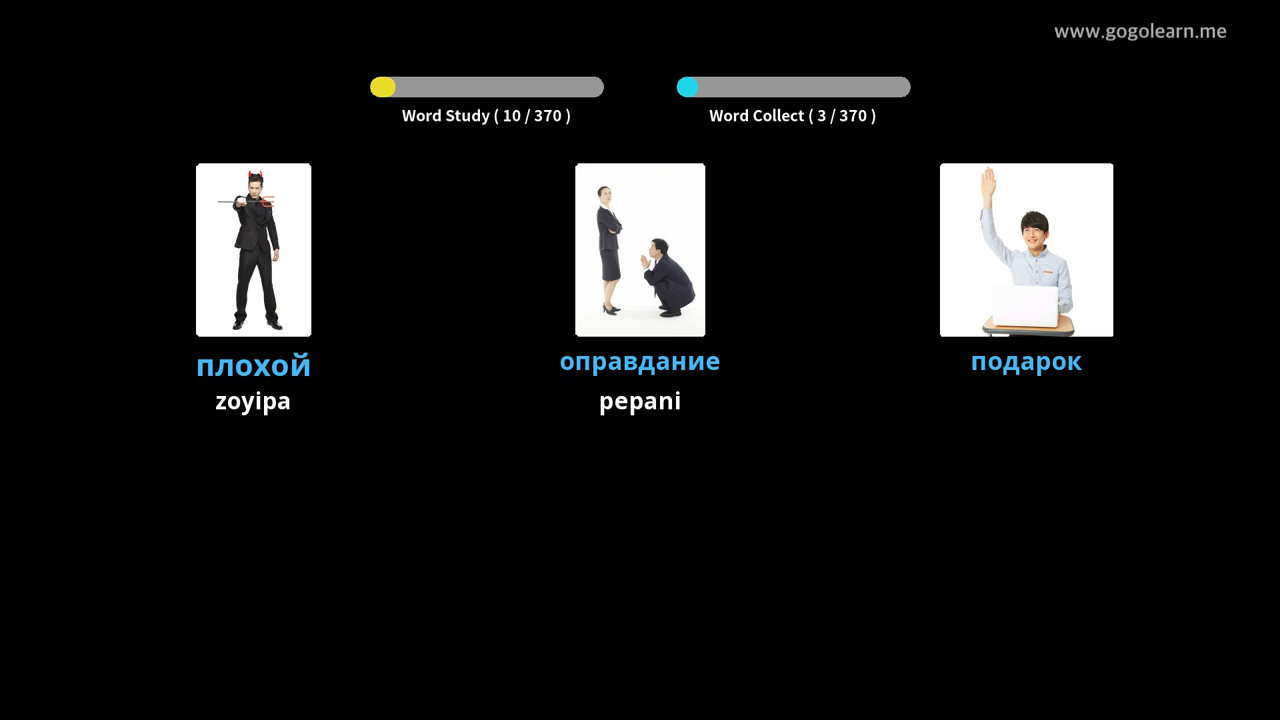 www.gogolearn.me
Word Study ( 10 / 370 )
Word Collect ( 3 / 370 )
плохой
оправдание
подарок
zoyipa
pepani